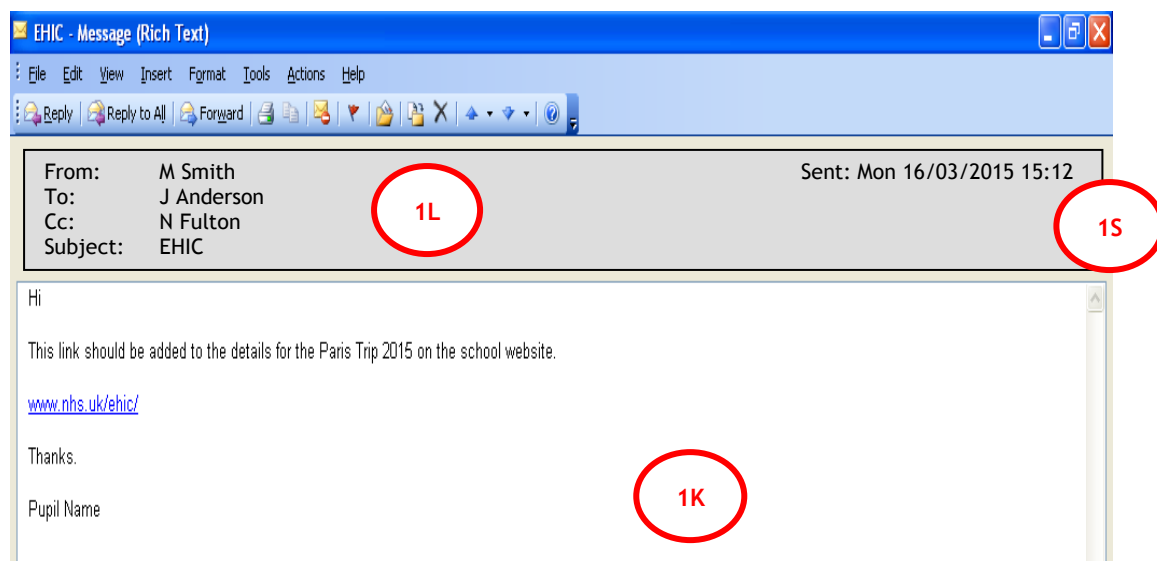 EHIC - Message (Rich Text)
File Edit View Insert Format Tools Actions Help
Reply Reply to All Forward
From: M Smith Sent: Mon 16/03/2015 15:12
To: J Anderson
Cc: N Fulton
Subject: EHIC
1L
1S
Hi
This link should be added to the details for the Paris Trip 2015 on the school website.
www.nhs.uk/ehic/
Thanks.
1K
Pupil Name